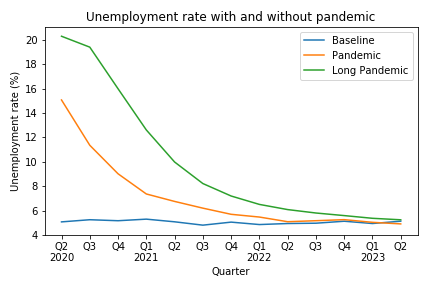 Unemployment rate with and without pandemic
Baseline
Pandemic
Long Pandemic
Unemployment rate (%)
20
18
16
14
12
10
8
6
4
Q2 Q3 Q4 Q1 Q2 Q3 Q4 Q1 Q2 Q3 Q4 Q1 Q2
2020 2021 2022 2023
Quarter